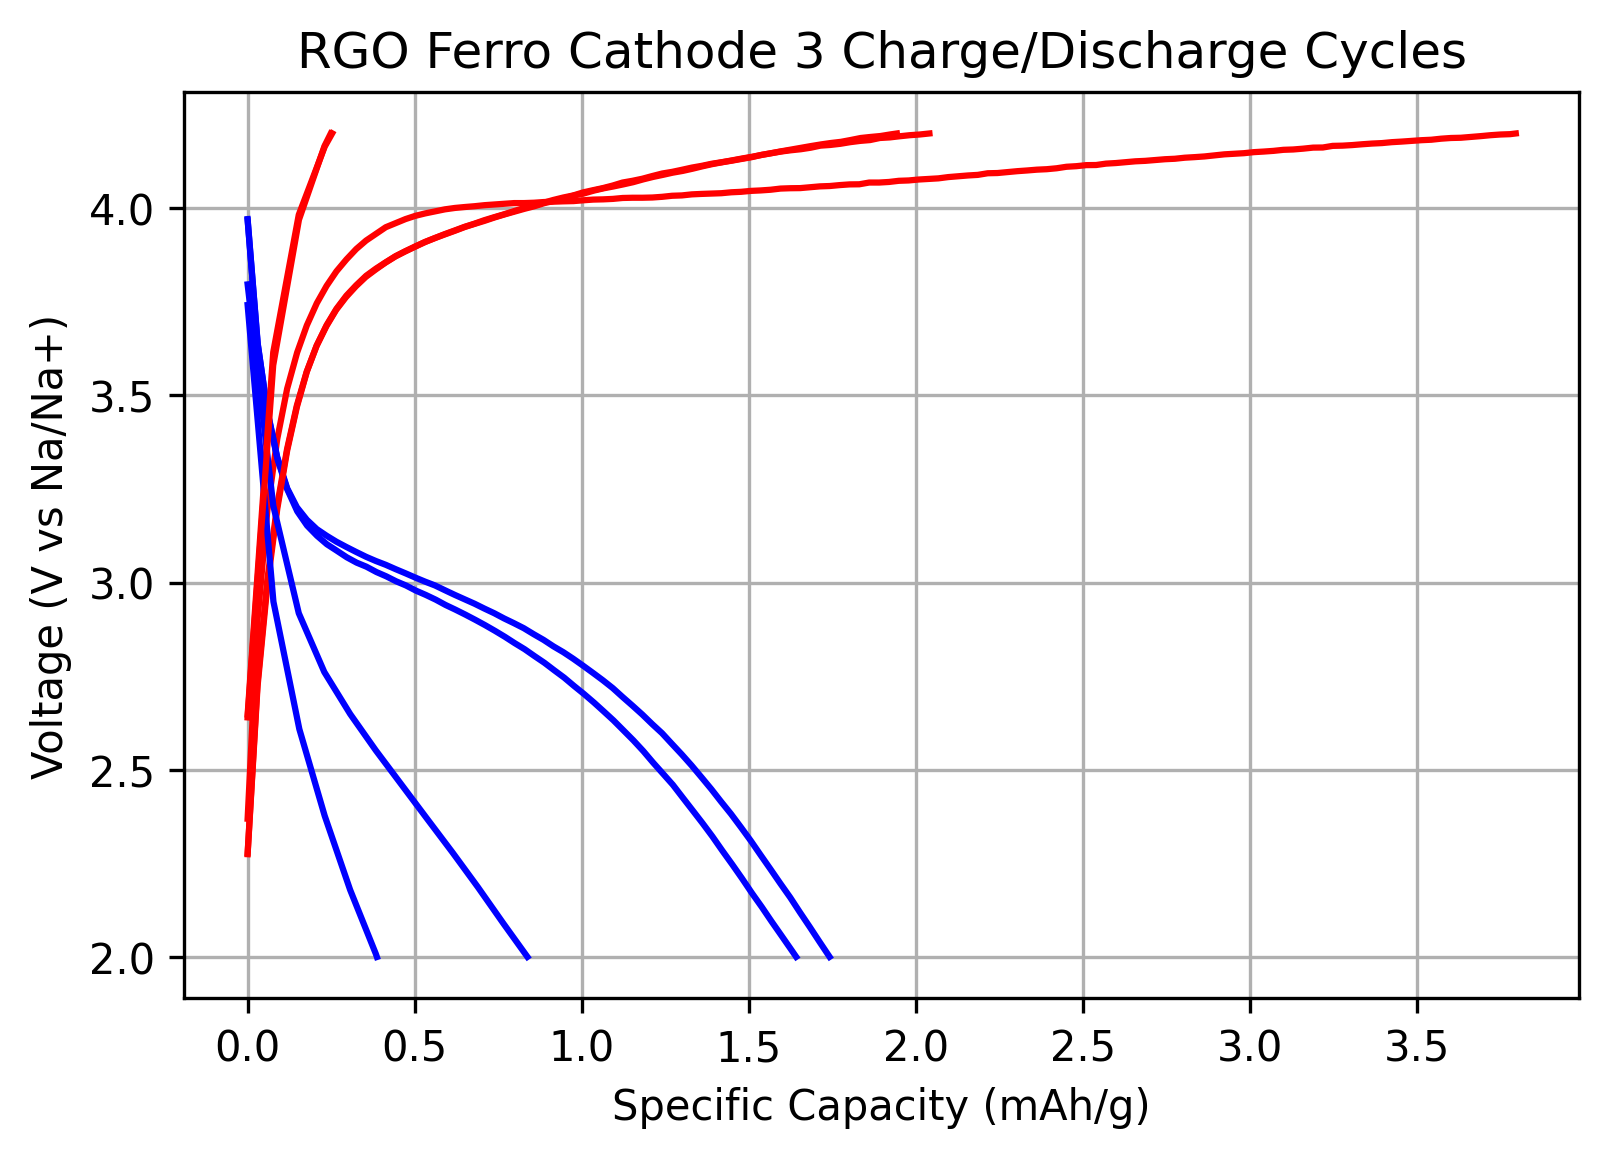 RGO Ferro Cathode 3 Charge/Discharge Cycles
Voltage (V vs Na/Na+)
4.0
3.5
3.0
2.5
2.0
0.0 0.5 1.0 1.5 2.0 2.5 3.0 3.5
Specific Capacity (mAh/g)